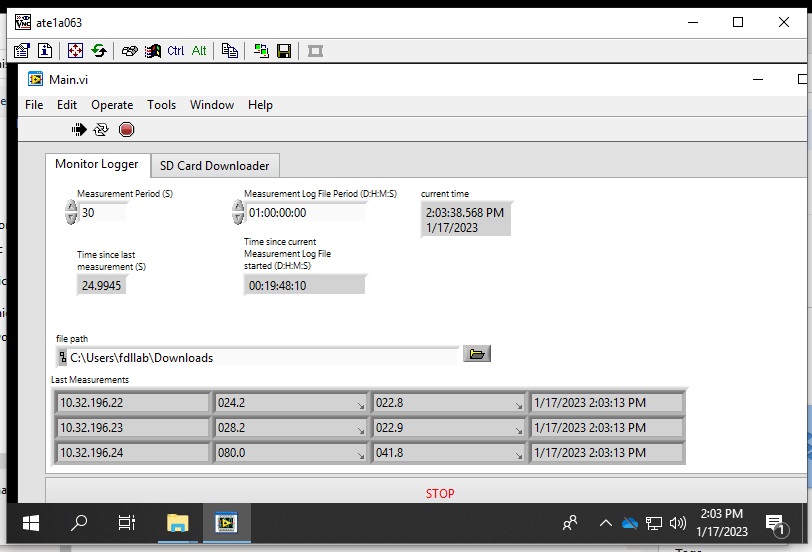 ate1a063
Ctrl Alt
Main.vi
File Edit Operate Tools Window Help
Monitor Logger SD Card Downloader
Measurement Period (S) Measurement Log File Period (D:H:M:S) current time
30 01:00:00:00 2:03:38.568 PM
1/17/2023
Time since last
measurement (S)
Time since current
Measurement Log File
started (D:H:M:S)
24.9945 00:19:48:10
file path
C:\Users\fdllab\Downloads
Last Measurements
10.32.196.22 024.2 022.8 1/17/2023 2:03:13 PM
10.32.196.23 028.2 022.9 1/17/2023 2:03:13 PM
10.32.196.24 080.0 041.8 1/17/2023 2:03:13 PM
STOP
2:03 PM
1/17/2023
1